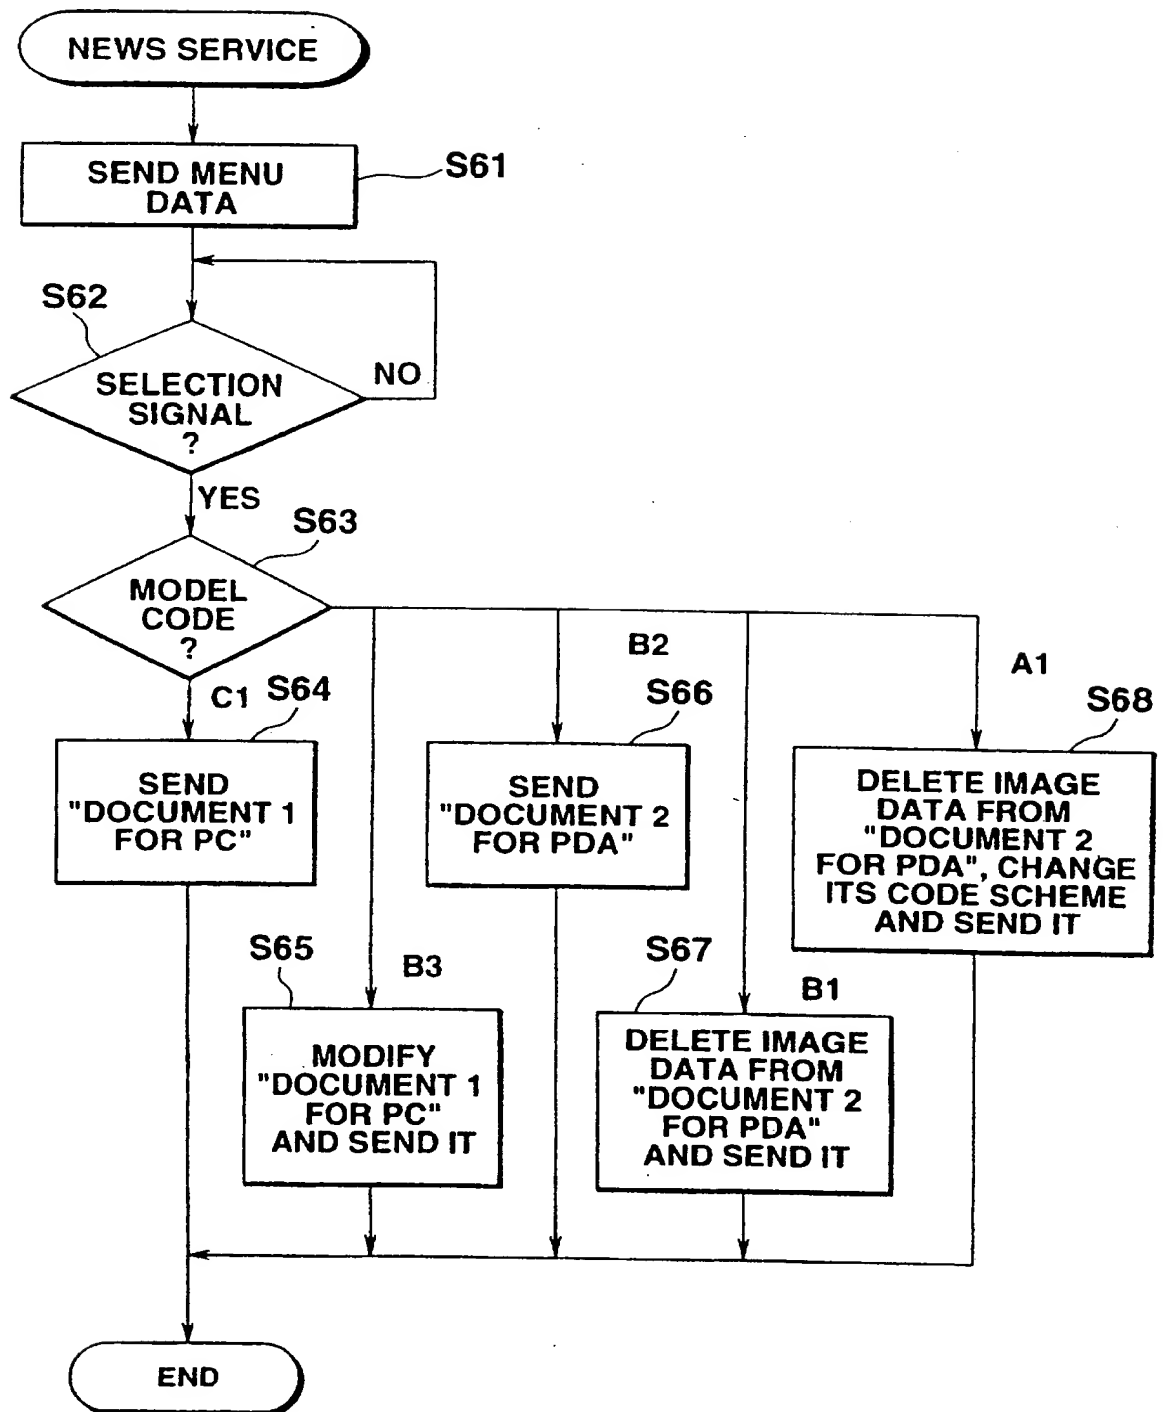 NEWS SERVICE
SEND MENU
DATA
S61
S62
SELECTION
SIGNAL
?
NO
YES
S63
MODEL
CODE
?
C1
S64
SEND
"DOCUMENT 1
FOR PC"
B2
S66
SEND
"DOCUMENT 2
FOR PDA"
A1
S68
DELETE IMAGE
DATA FROM
"DOCUMENT 2
FOR PDA", CHANGE
ITS CODE SCHEME
AND SEND IT
S65
B3
MODIFY
"DOCUMENT 1
FOR PC"
AND SEND IT
S67
B1
DELETE IMAGE
DATA FROM
"DOCUMENT 2
FOR PDA"
AND SEND IT
END